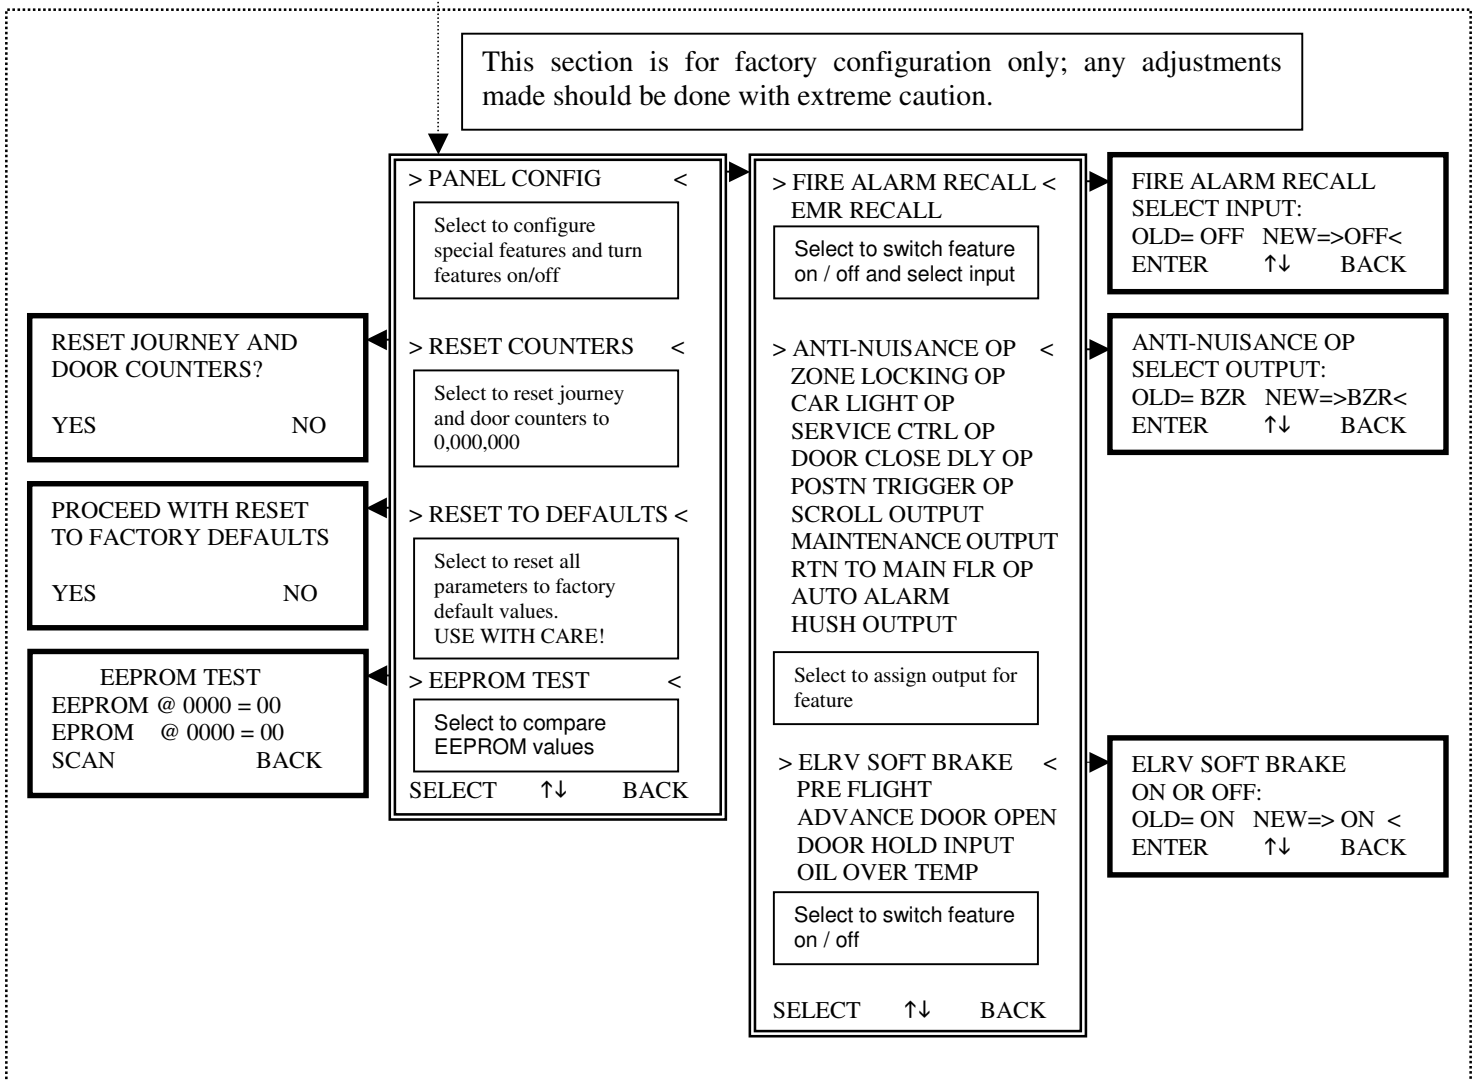 This section is for factory configuration only; any adjustments
made should be done with extreme caution.
> PANEL CONFIG <
Select to configure
special features and turn
features on/off
> RESET COUNTERS <
Select to reset journey
and door counters to
0,000,000
> RESET TO DEFAULTS <
Select to reset all
parameters to factory
default values.
USE WITH CARE!
> EEPROM TEST <
Select to compare
EEPROM values
SELECT ↑↓ BACK
RESET JOURNEY AND
DOOR COUNTERS?
YES NO
PROCEED WITH RESET
TO FACTORY DEFAULTS
YES NO
EEPROM TEST
EEPROM @ 0000 = 00
EPROM @ 0000 = 00
SCAN BACK
> FIRE ALARM RECALL <
EMR RECALL
Select to switch feature
on / off and select input
> ANTI-NUISANCE OP <
ZONE LOCKING OP
CAR LIGHT OP
SERVICE CTRL OP
DOOR CLOSE DLY OP
POSTN TRIGGER OP
SCROLL OUTPUT
MAINTENANCE OUTPUT
RTN TO MAIN FLR OP
AUTO ALARM
HUSH OUTPUT
Select to assign output for
feature
> ELRV SOFT BRAKE <
PRE FLIGHT
ADVANCE DOOR OPEN
DOOR HOLD INPUT
OIL OVER TEMP
Select to switch feature
on / off
SELECT ↑↓ BACK
FIRE ALARM RECALL
SELECT INPUT:
OLD= OFF NEW=>OFF<
ENTER ↑↓ BACK
ANTI-NUISANCE OP
SELECT OUTPUT:
OLD= BZR NEW=>BZR<
ENTER ↑↓ BACK
ELRV SOFT BRAKE
ON OR OFF:
OLD= ON NEW=> ON <
ENTER ↑↓ BACK